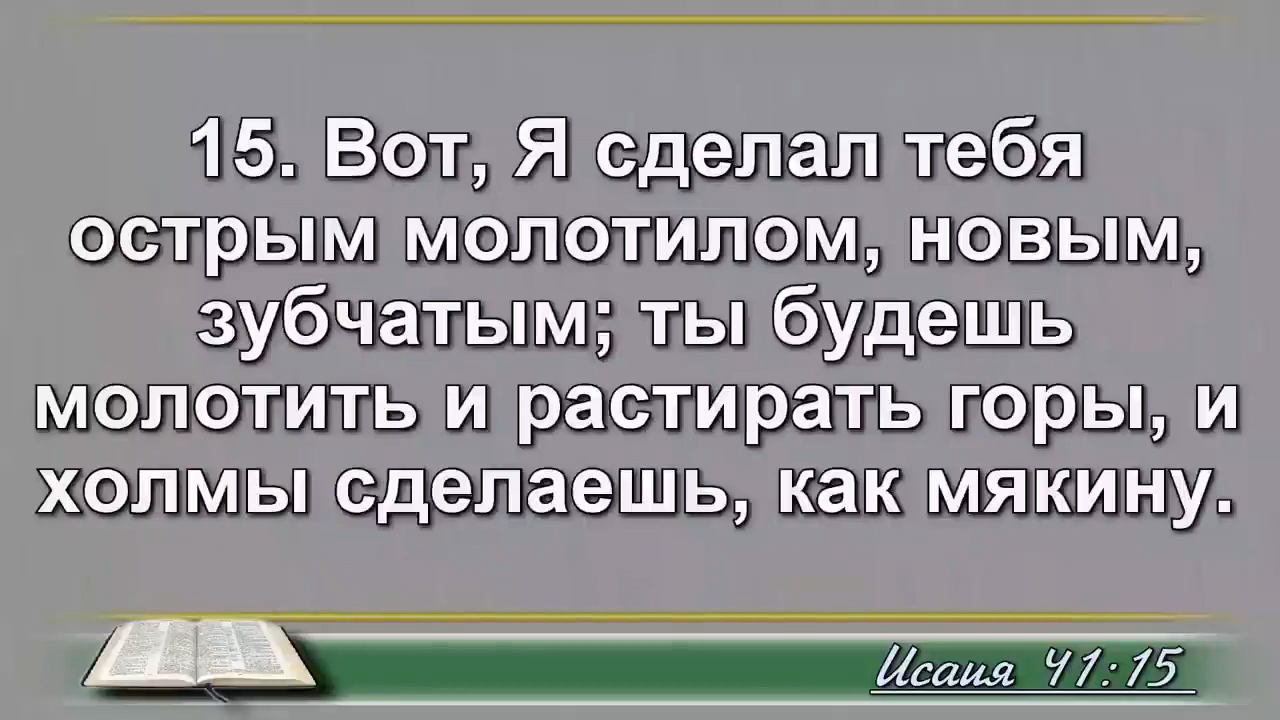 15. Вот, Я сделал тебя
острым молотилом, новым,
зубчатым; ты будешь
молотить и растирать горы, и
холмы сделаешь, как мякину.
Исаия 41:15